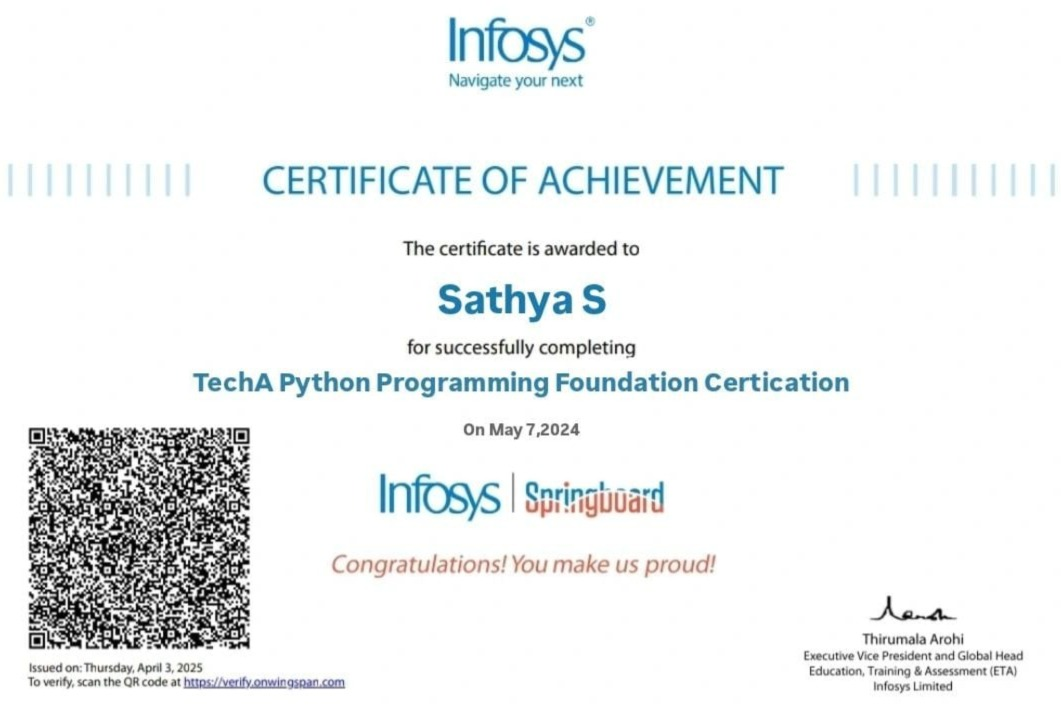 Infosys®
Navigate your next
CERTIFICATE OF ACHIEVEMENT
The certificate is awarded to
Sathya S
for successfully completing
TechA Python Programming Foundation Certication
On May 7,2024
Infosys | Springboard
Congratulations! You make us proud!
Issued on: Thursday, April 3, 2025
To verify, scan the QR code at https://verify.onwingspan.com
Thirumala Arohi
Executive Vice President and Global Head
Education, Training & Assessment (ETA)
Infosys Limited